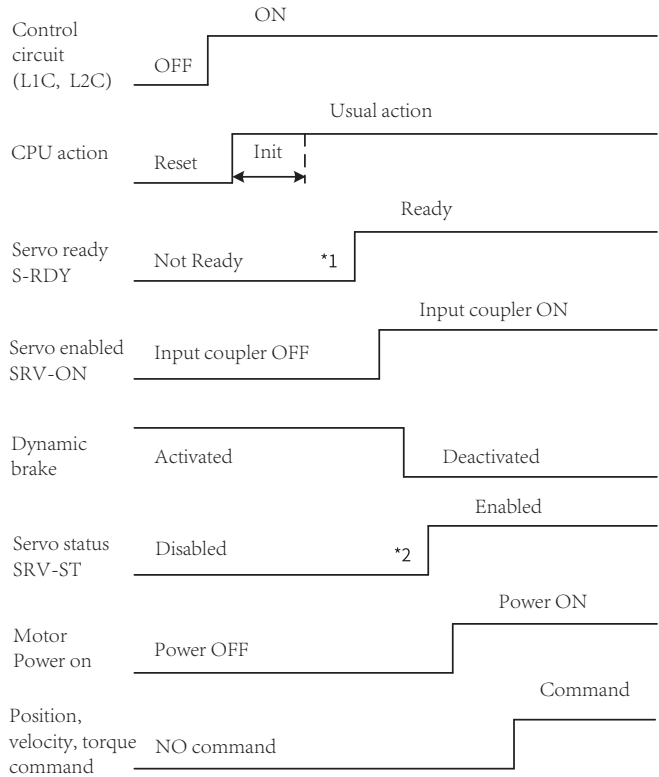 ON
Control
circuit
(L1C, L2C)
OFF
Usual action
CPU action
Reset
Init
Ready
Servo ready
S-RDY
Not Ready
*1
Input coupler ON
Servo enabled
SRV-ON
Input coupler OFF
Dynamic
brake
Activated
Deactivated
Enabled
Servo status
SRV-ST
Disabled
*2
Power ON
Motor
Power on
Power OFF
Command
Position,
velocity, torque
command
NO command